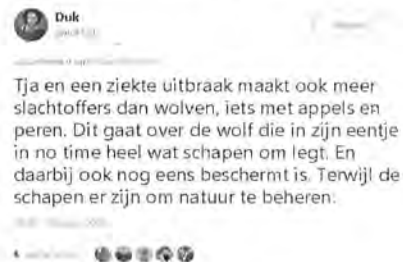 Duk
Tja en een ziekte uitbraak maakt ook meer
slachtoffers dan wolven, iets met appels en
peren. Dit gaat over de wolf die in zijn eentje
in no time heel wat schapen om legt. En
daarbij ook nog eens beschermt is. Terwijl de
schapen er zijn om natuur te beheren.